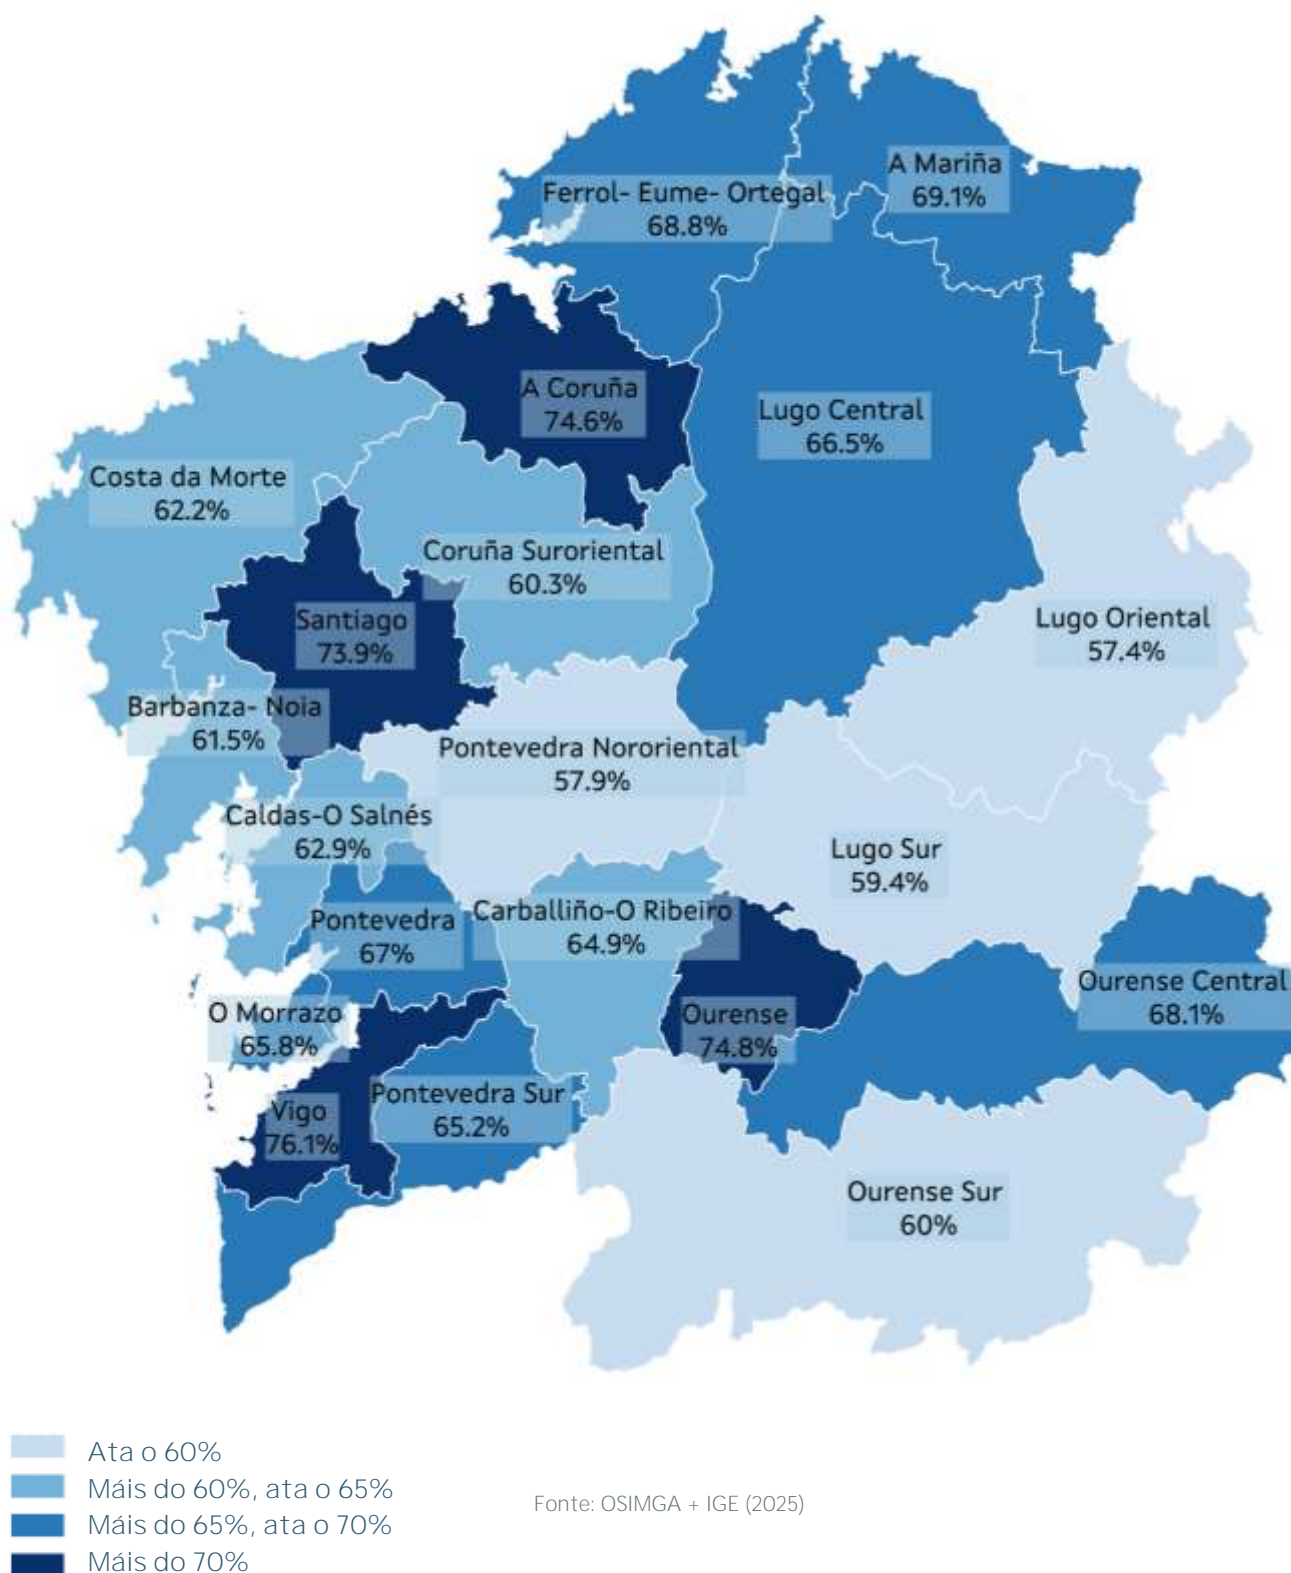 A Mariña
69.1%
Ferrol- Eume- Ortegal
68.8%
A Coruña
74.6%
Lugo Central
66.5%
Costa da Morte
62.2%
Coruña Suroriental
60.3%
Santiago
73.9%
Lugo Oriental
57.4%
Barbanza- Noia
61.5%
Pontevedra Nororiental
57.9%
Caldas-O Salnés
62.9%
Lugo Sur
59.4%
Pontevedra
67%
Carballiño-O Ribeiro
64.9%
Ourense Central
68.1%
O Morrazo
65.8%
Ourense
74.8%
Pontevedra Sur
65.2%
Vigo
76.1%
Ourense Sur
60%
Ata o 60%
Máis do 60%, ata o 65%
Máis do 65%, ata o 70%
Máis do 70%
Fonte: OSIMGA + IGE (2025)